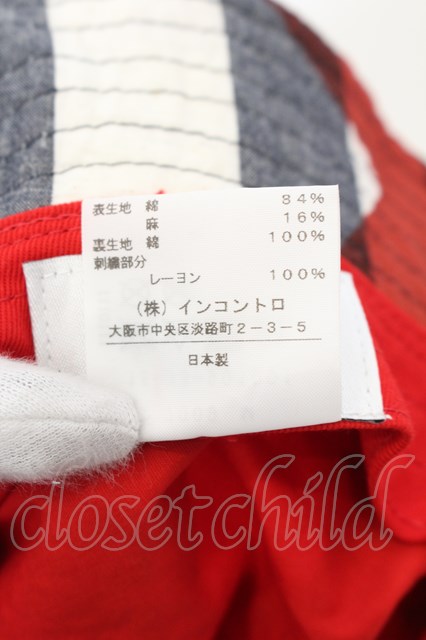 表生地 綿 84%
麻 16%
裏生地 綿 100%
刺繍部分
レーヨン 100%
(株)インコントロ
大阪市中央区淡路町2-3-5
日本製
closetchild